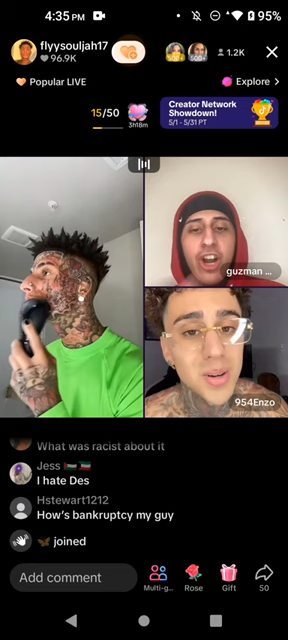 4:35 PM
95%
flyysouljah17
96.9K
500+
500+
1.2K
Popular LIVE
Explore >
15/50
3h18m
Creator Network
Showdown!
5/1 - 5/31 PT
guzman ...
954Enzo
What was racist about it
Jess
I hate Des
Hstewart1212
How's bankruptcy my guy
joined
Add comment
Multi-g...
Rose
Gift
50